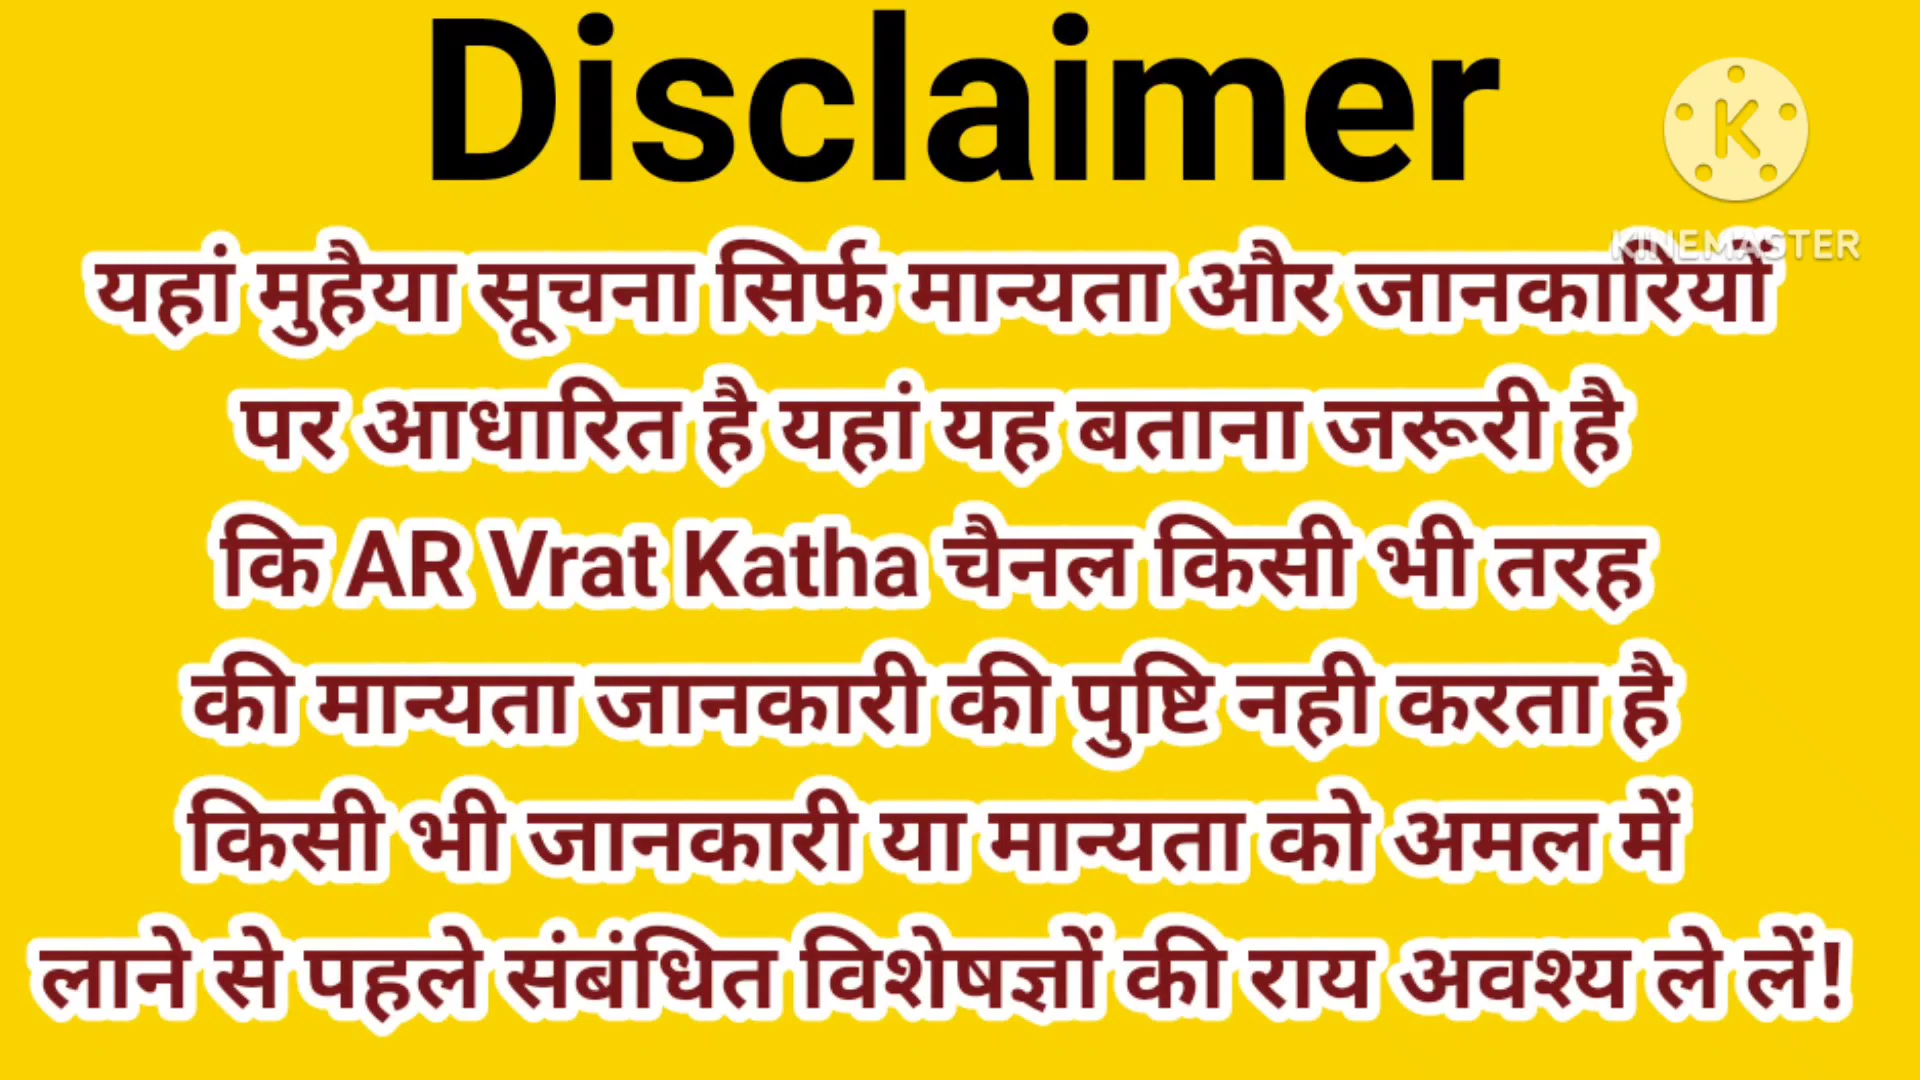 Disclaimer
K
KINEMASTER
यहां मुहैया सूचना सिर्फ मान्यता और जानकारियों
पर आधारित है यहां यह बताना जरूरी है
कि AR Vrat Katha चैनल किसी भी तरह
की मान्यता जानकारी की पुष्टि नही करता है
किसी भी जानकारी या मान्यता को अमल में
लाने से पहले संबंधित विशेषज्ञों की राय अवश्य ले लें!